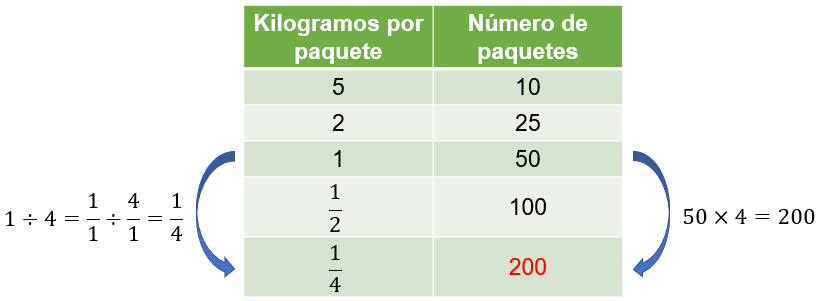 Kilogramos por paquete Número de paquetes
5 10
2 25
1 50
1/2 100
1/4 200
1 ÷ 4 = 1/1 ÷ 4/1 = 1/4
50 × 4 = 200